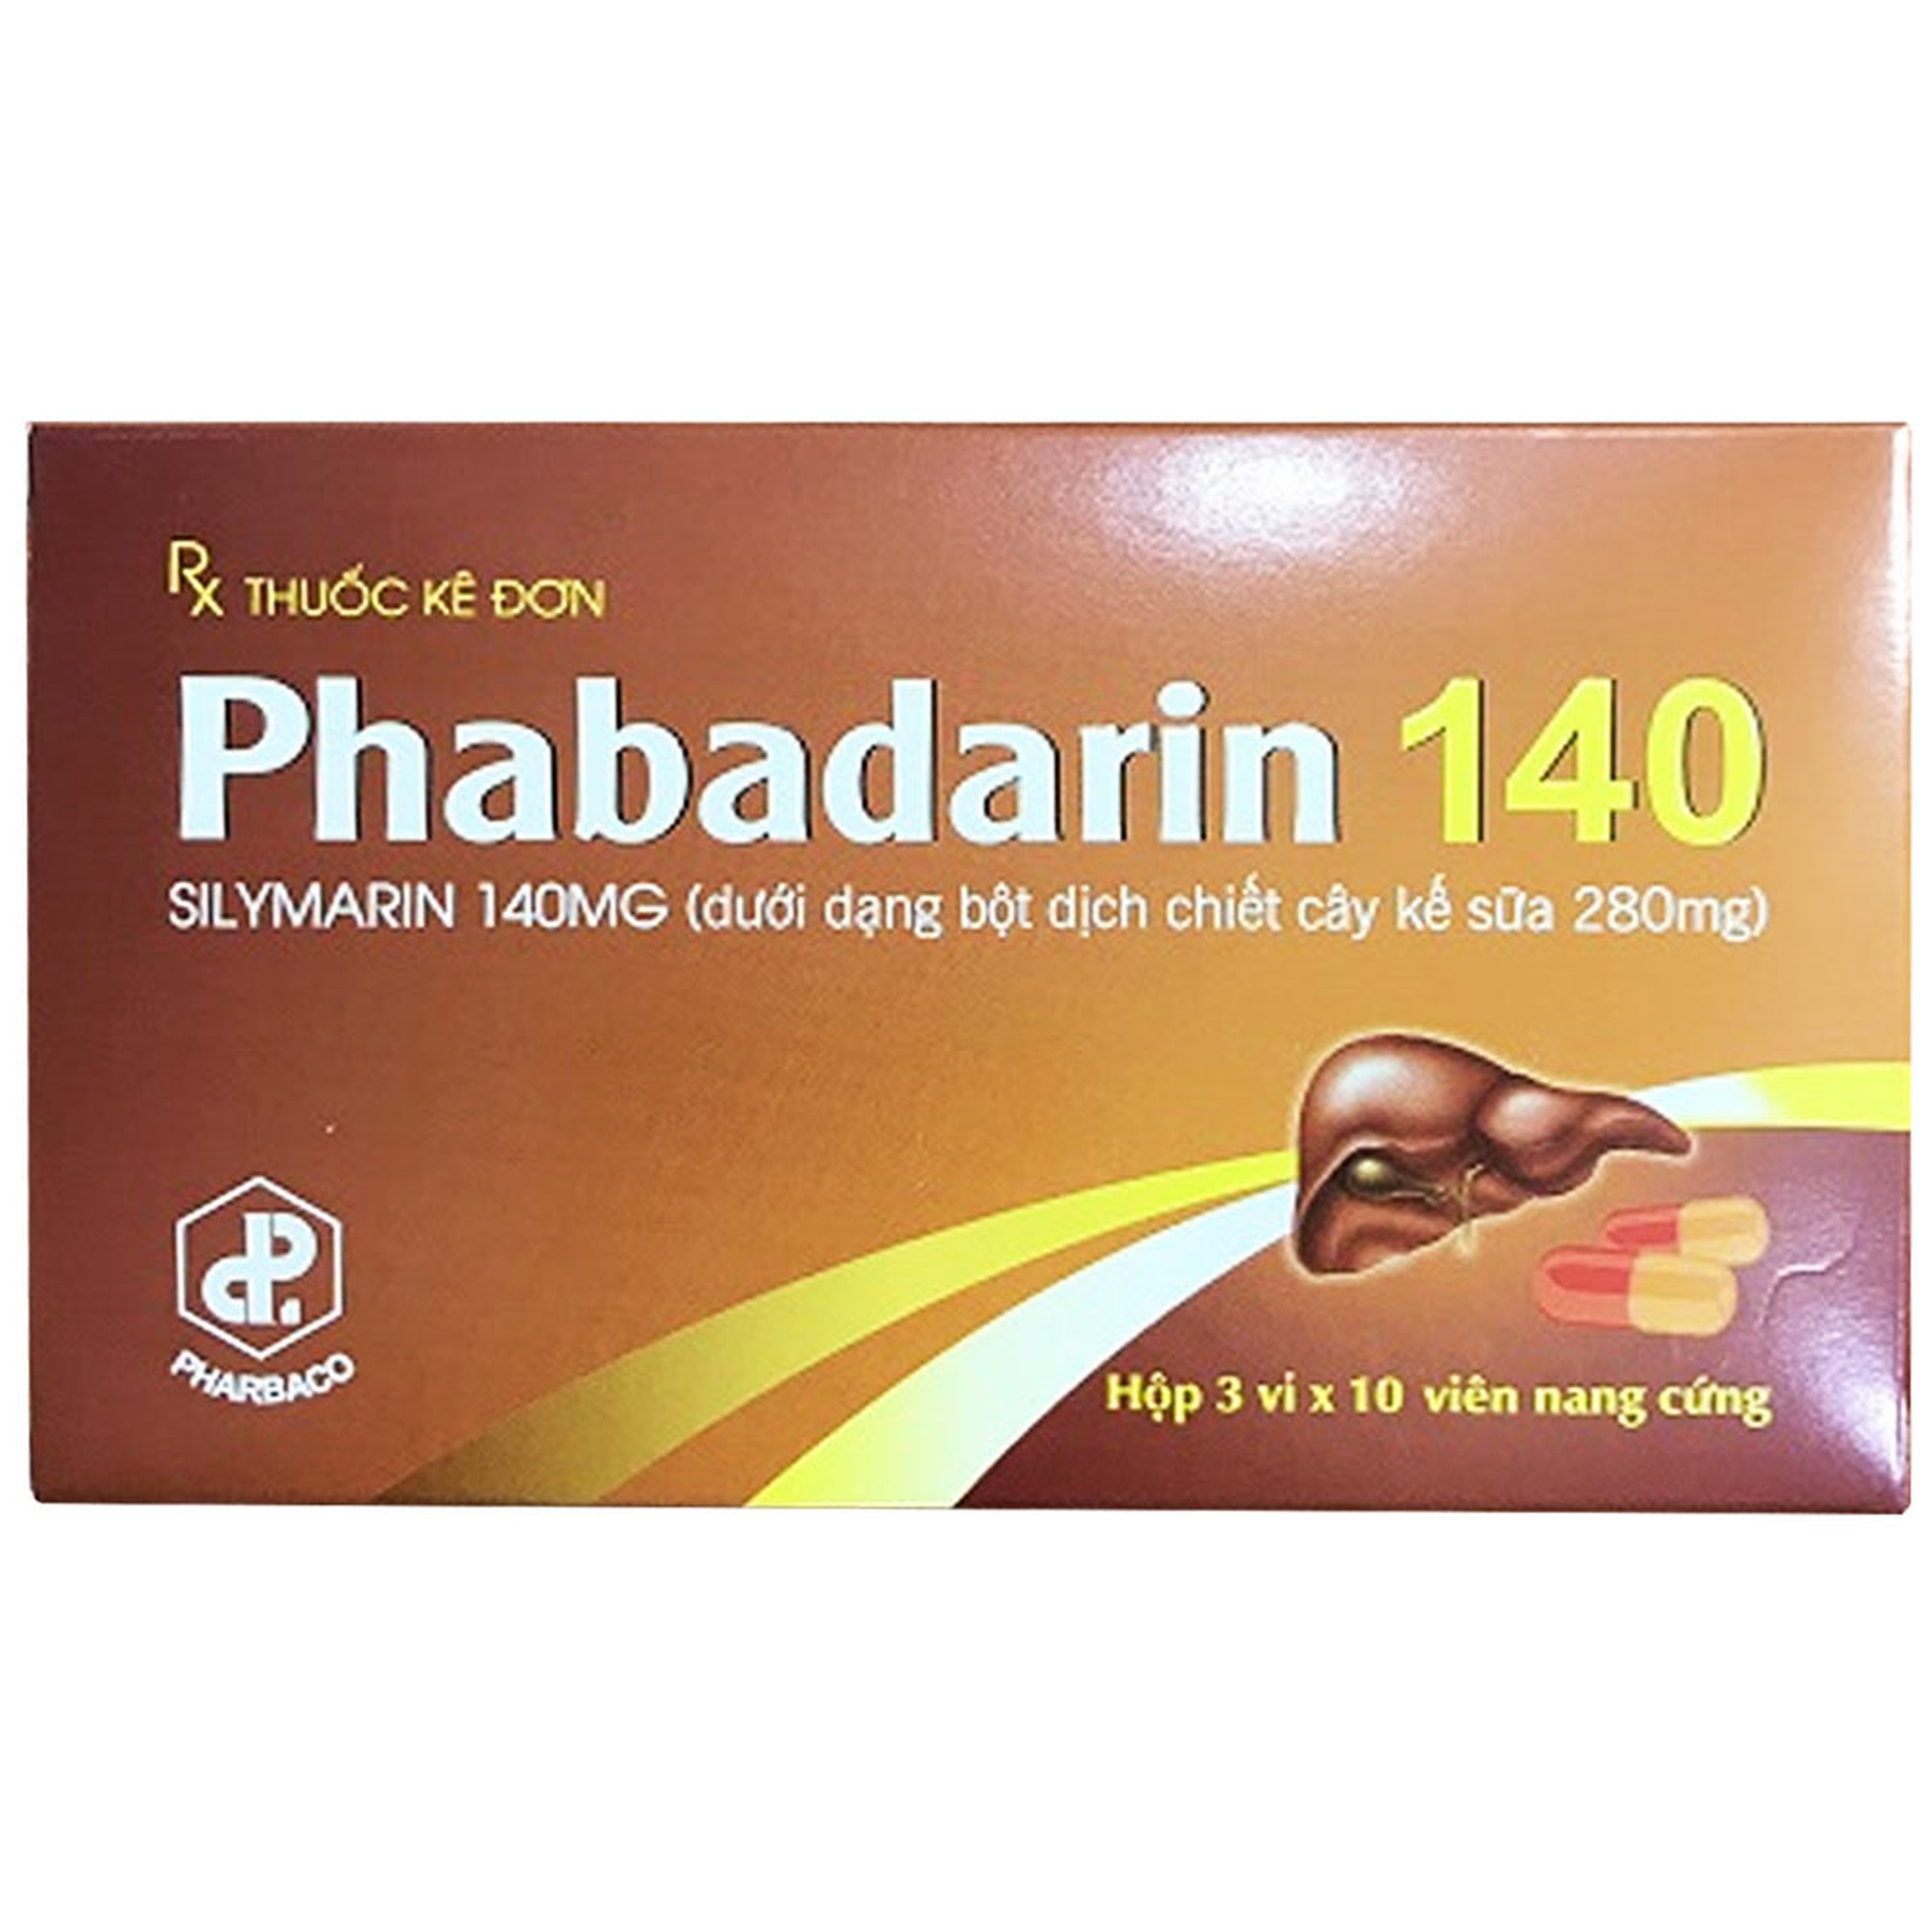 Rx THUỐC KÊ ĐƠN
Phabadarin 140
SILYMARIN 140MG (dưới dạng bột dịch chiết cây kế sữa 280mg)
PHARBACO
Hộp 3 vỉ x 10 viên nang cứng